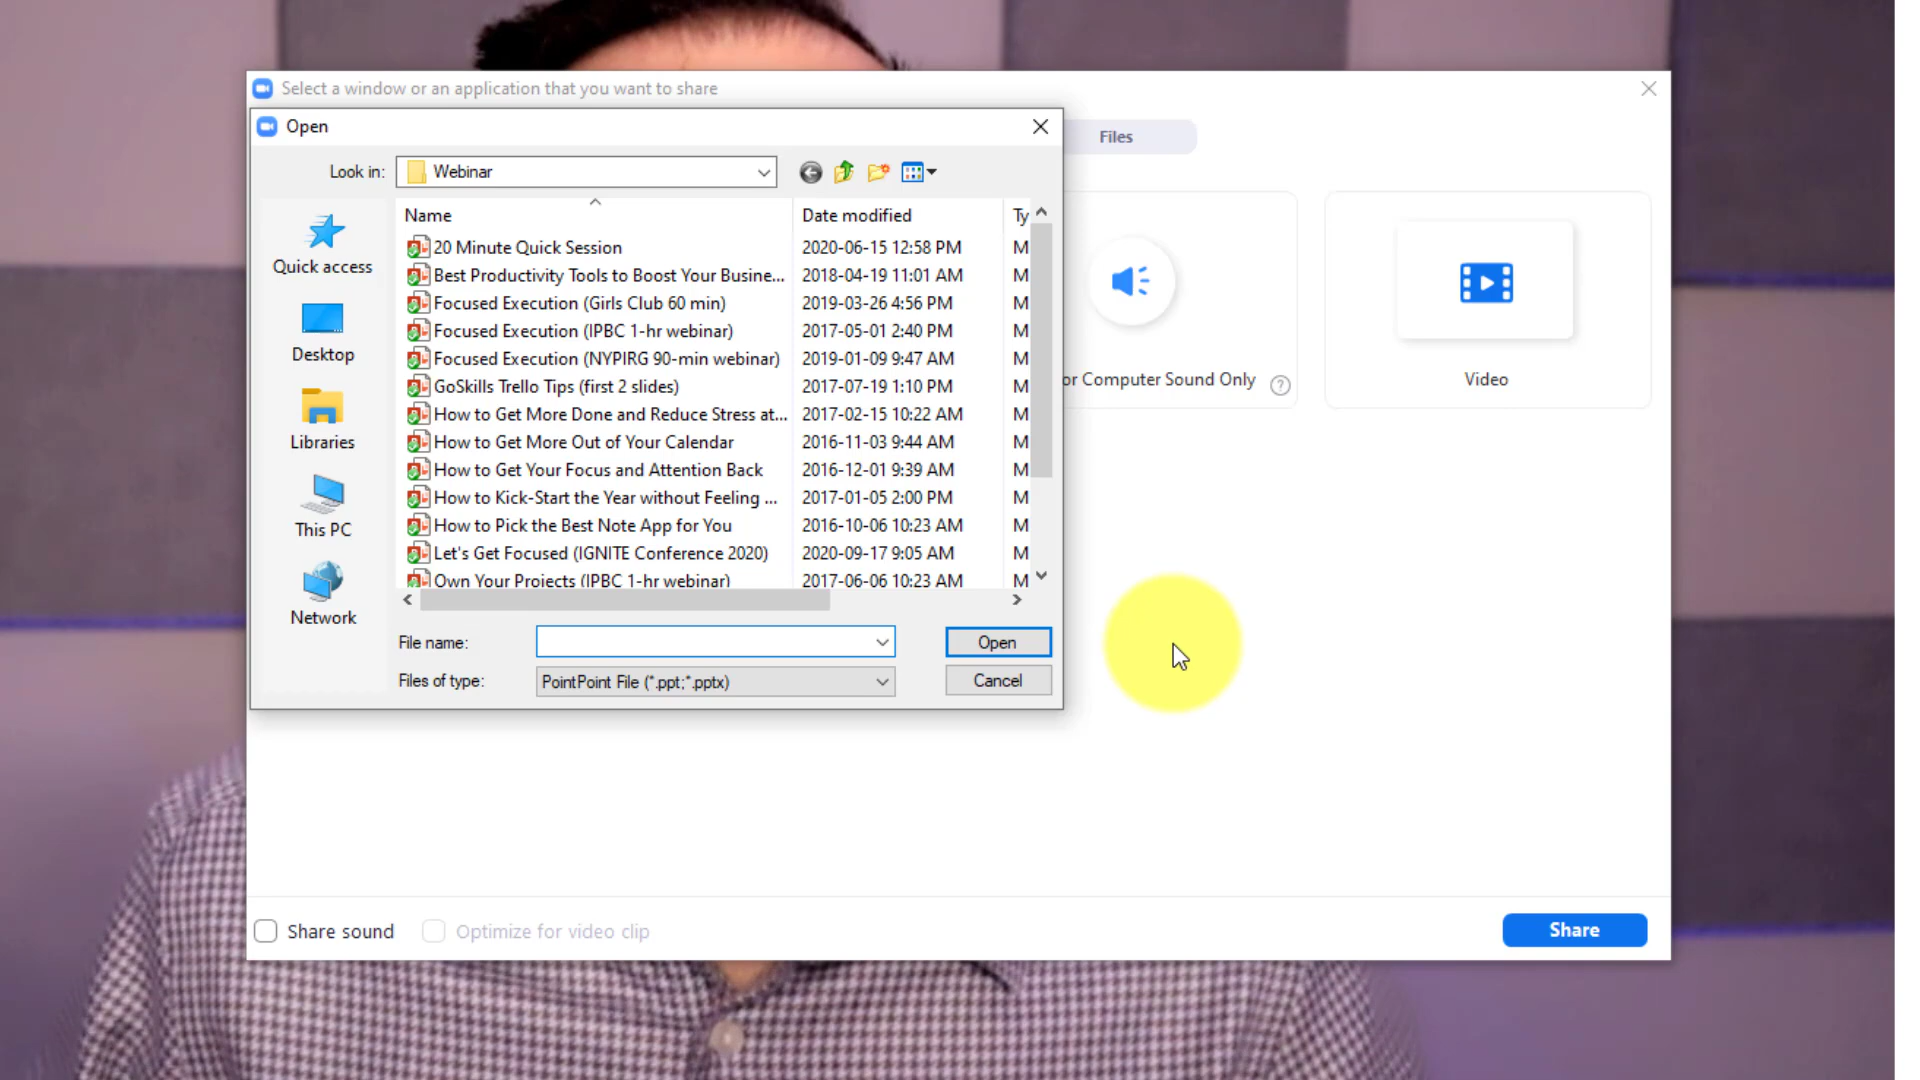 Select a window or an application that you want to share
Open
Files
Look in: Webinar
Name Date modified Ty
20 Minute Quick Session 2020-06-15 12:58 PM M
Best Productivity Tools to Boost Your Busine... 2018-04-19 11:01 AM M
Focused Execution (Girls Club 60 min) 2019-03-26 4:56 PM M
Focused Execution (IPBC 1-hr webinar) 2017-05-01 2:40 PM M
Focused Execution (NYPIRG 90-min webinar) 2019-01-09 9:47 AM M
GoSkills Trello Tips (first 2 slides) 2017-07-19 1:10 PM M
How to Get More Done and Reduce Stress at... 2017-02-15 10:22 AM M
How to Get More Out of Your Calendar 2016-11-03 9:44 AM M
How to Get Your Focus and Attention Back 2016-12-01 9:39 AM M
How to Kick-Start the Year without Feeling ... 2017-01-05 2:00 PM M
How to Pick the Best Note App for You 2016-10-06 10:23 AM M
Let's Get Focused (IGNITE Conference 2020) 2020-09-17 9:05 AM M
Own Your Projects (IPBC 1-hr webinar) 2017-06-06 10:23 AM M
Quick access
Desktop
Libraries
This PC
Network
File name: Open
Files of type: PointPoint File (*.ppt;*.pptx) Cancel
or Computer Sound Only ?
Video
Share sound Optimize for video clip Share